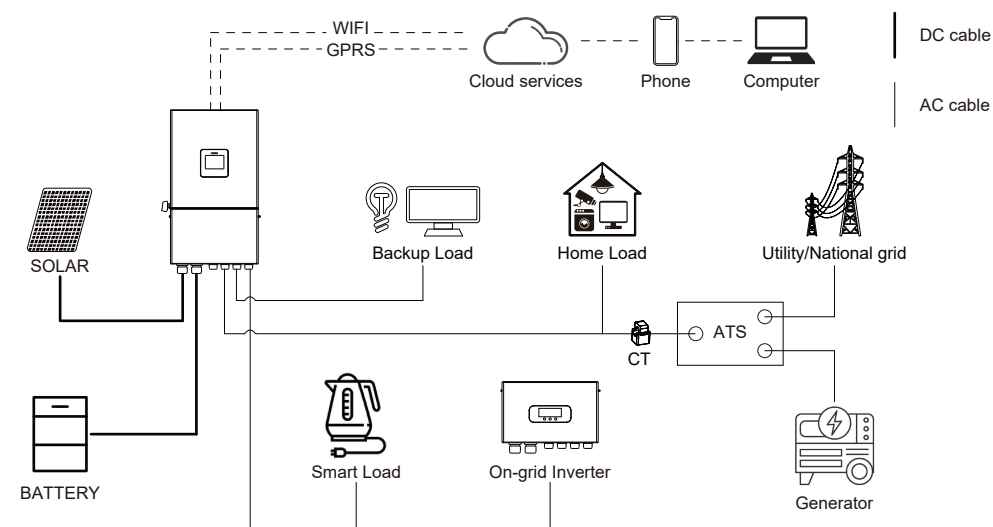 WIFI
GPRS
Cloud services
Phone
Computer
DC cable
AC cable
SOLAR
Backup Load
Home Load
Utility/National grid
ATS
CT
BATTERY
Smart Load
On-grid Inverter
Generator